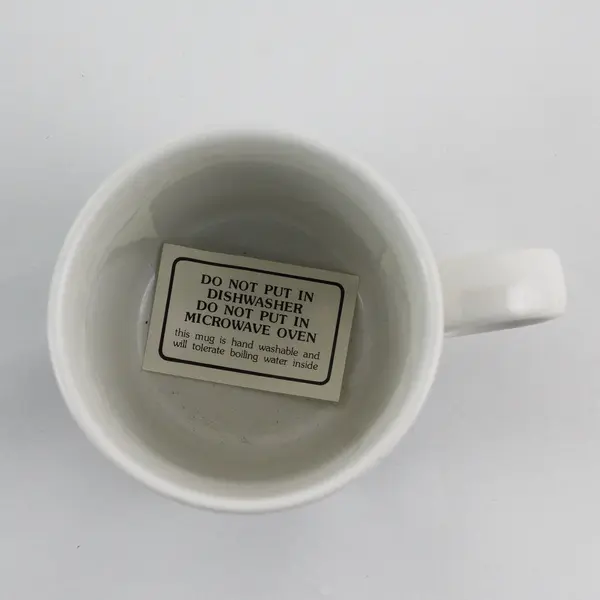 DO NOT PUT IN
DISHWASHER
DO NOT PUT IN
MICROWAVE OVEN
this mug is hand washable and
will tolerate boiling water inside